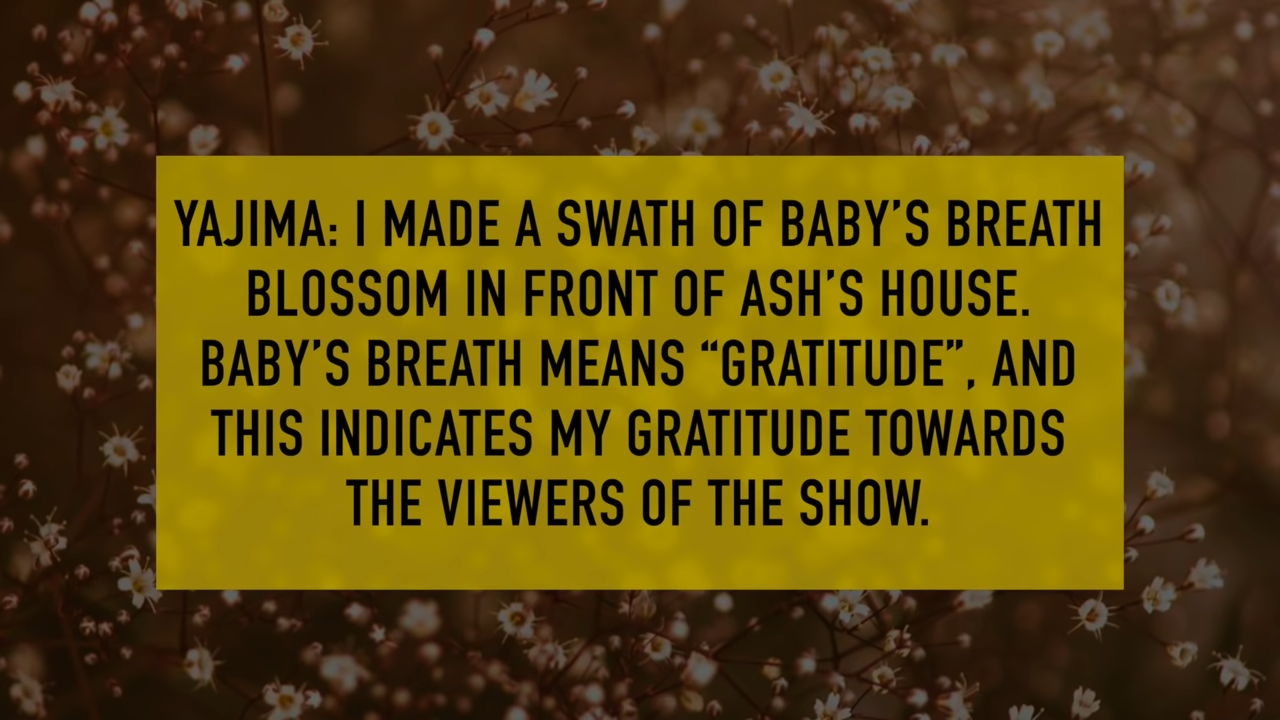 YAJIMA: I MADE A SWATH OF BABY’S BREATH
BLOSSOM IN FRONT OF ASH’S HOUSE.
BABY’S BREATH MEANS “GRATITUDE”, AND
THIS INDICATES MY GRATITUDE TOWARDS
THE VIEWERS OF THE SHOW.